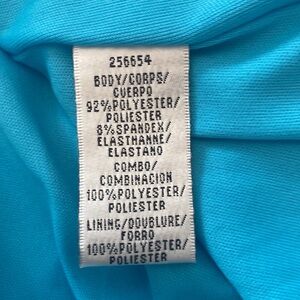 256654
BODY/CORPS/
CUERPO
92%POLYESTER/
POLIESTER
8%SPANDEX/
ELASTHANNE/
ELASTANO
COMBO/
COMBINACION
100%POLYESTER/
POLIESTER
LINING/DOUBLURE/
FORRO
100%POLYESTER/
POLIESTER